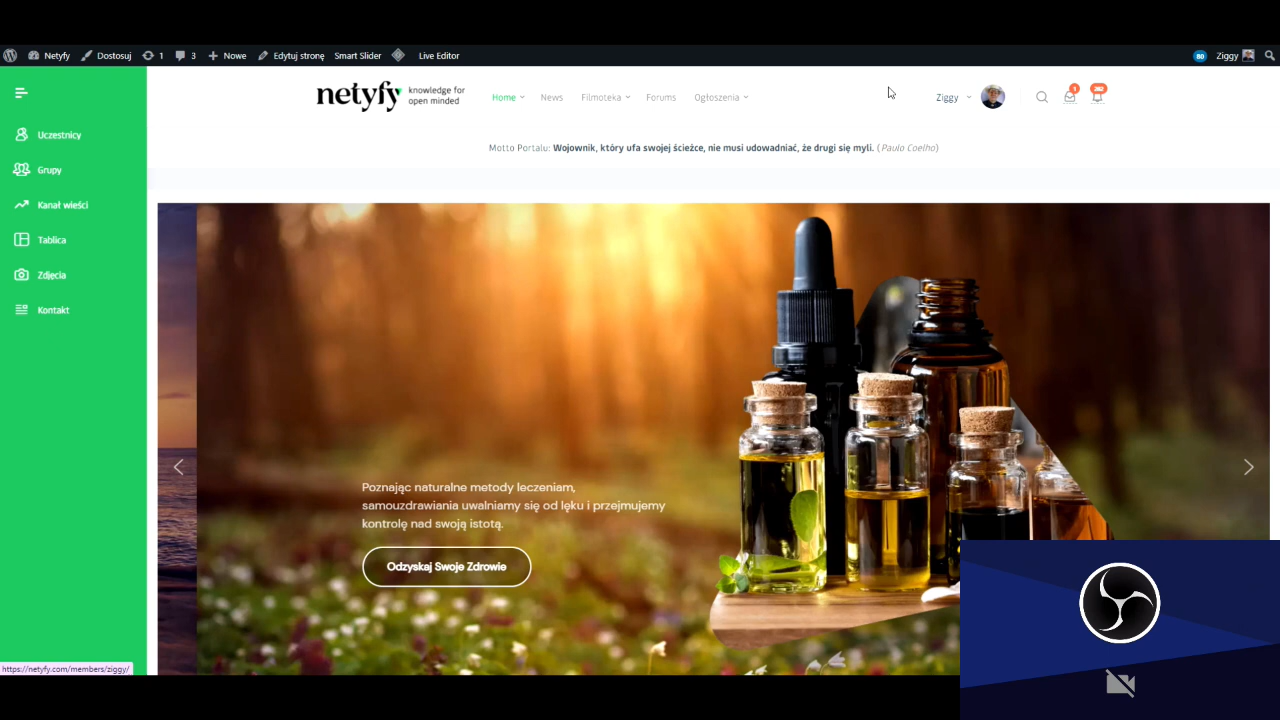 Netyfy Dostosuj 1 3 Nowe Edytuj stronę Smart Slider Live Editor 80 Ziggy
netyfy knowledge for open minded
Home News Filmoteka Forums Ogłoszenia Ziggy 1 262
Motto Portalu: Wojownik, który ufa swojej ścieżce, nie musi udowadniać, że drugi się myli. (Paulo Coelho)
Uczestnicy
Grupy
Kanał wieści
Tablica
Zdjęcia
Kontakt
Poznając naturalne metody leczeniam,
samouzdrawiania uwalniamy się od lęku i przejmujemy
kontrolę nad swoją istotą.
Odzyskaj Swoje Zdrowie
https://netyfy.com/members/ziggy/